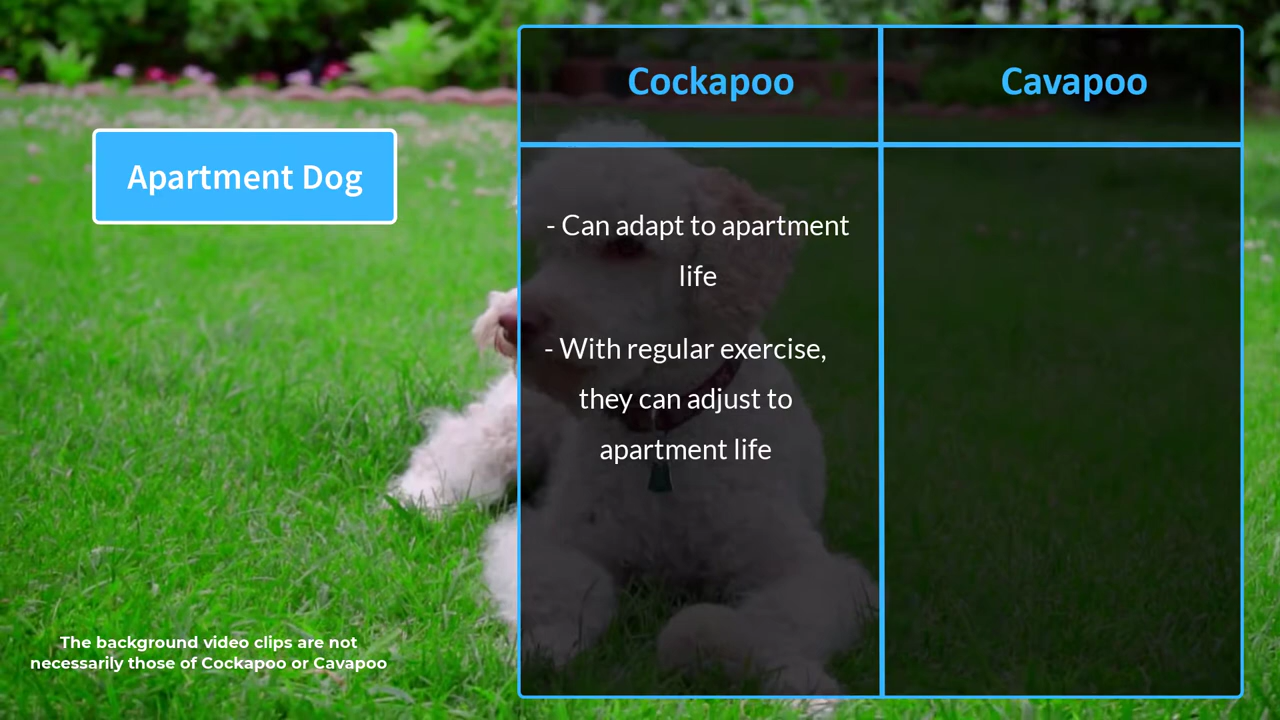 Cockapoo
Cavapoo
Apartment Dog
- Can adapt to apartment
life
- With regular exercise,
they can adjust to
apartment life
The background video clips are not
necessarily those of Cockapoo or Cavapoo